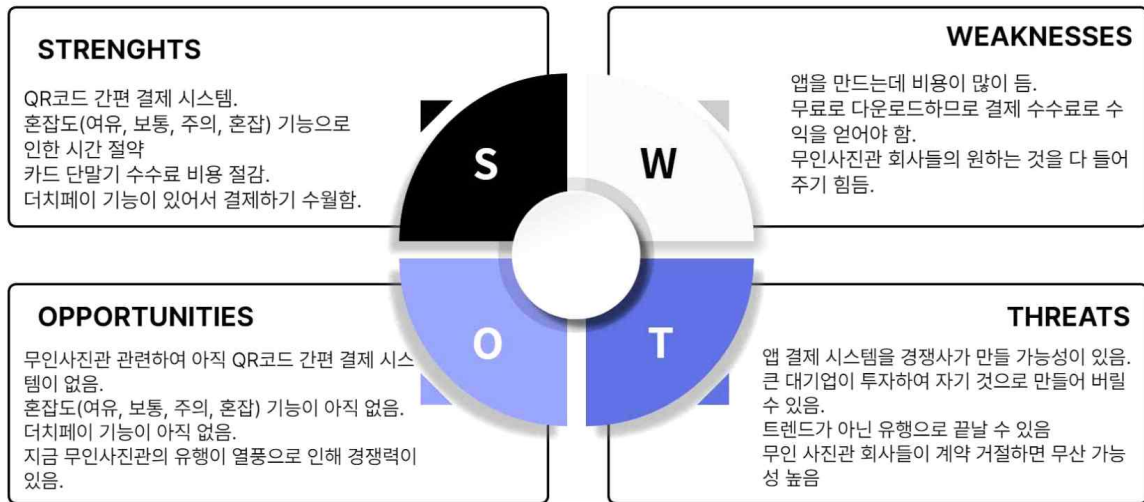 STRENGHTS
QR코드 간편 결제 시스템.
혼잡도(여유, 보통, 주의, 혼잡) 기능으로
인한 시간 절약
카드 단말기 수수료 비용 절감.
더치페이 기능이 있어서 결제하기 수월함.
WEAKNESSES
앱을 만드는데 비용이 많이 듬.
무료로 다운로드하므로 결제 수수료로 수
익을 얻어야 함.
무인사진관 회사들의 원하는 것을 다 들어
주기 힘듬.
S
W
O
T
OPPORTUNITIES
무인사진관 관련하여 아직 QR코드 간편 결제 시스
템이 없음.
혼잡도(여유, 보통, 주의, 혼잡) 기능이 아직 없음.
더치페이 기능이 아직 없음.
지금 무인사진관의 유행이 열풍으로 인해 경쟁력이
있음.
THREATS
앱 결제 시스템을 경쟁사가 만들 가능성이 있음.
큰 대기업이 투자하여 자기 것으로 만들어 버릴
수 있음.
트렌드가 아닌 유행으로 끝날 수 있음
무인 사진관 회사들이 계약 거절하면 무산 가능
성 높음